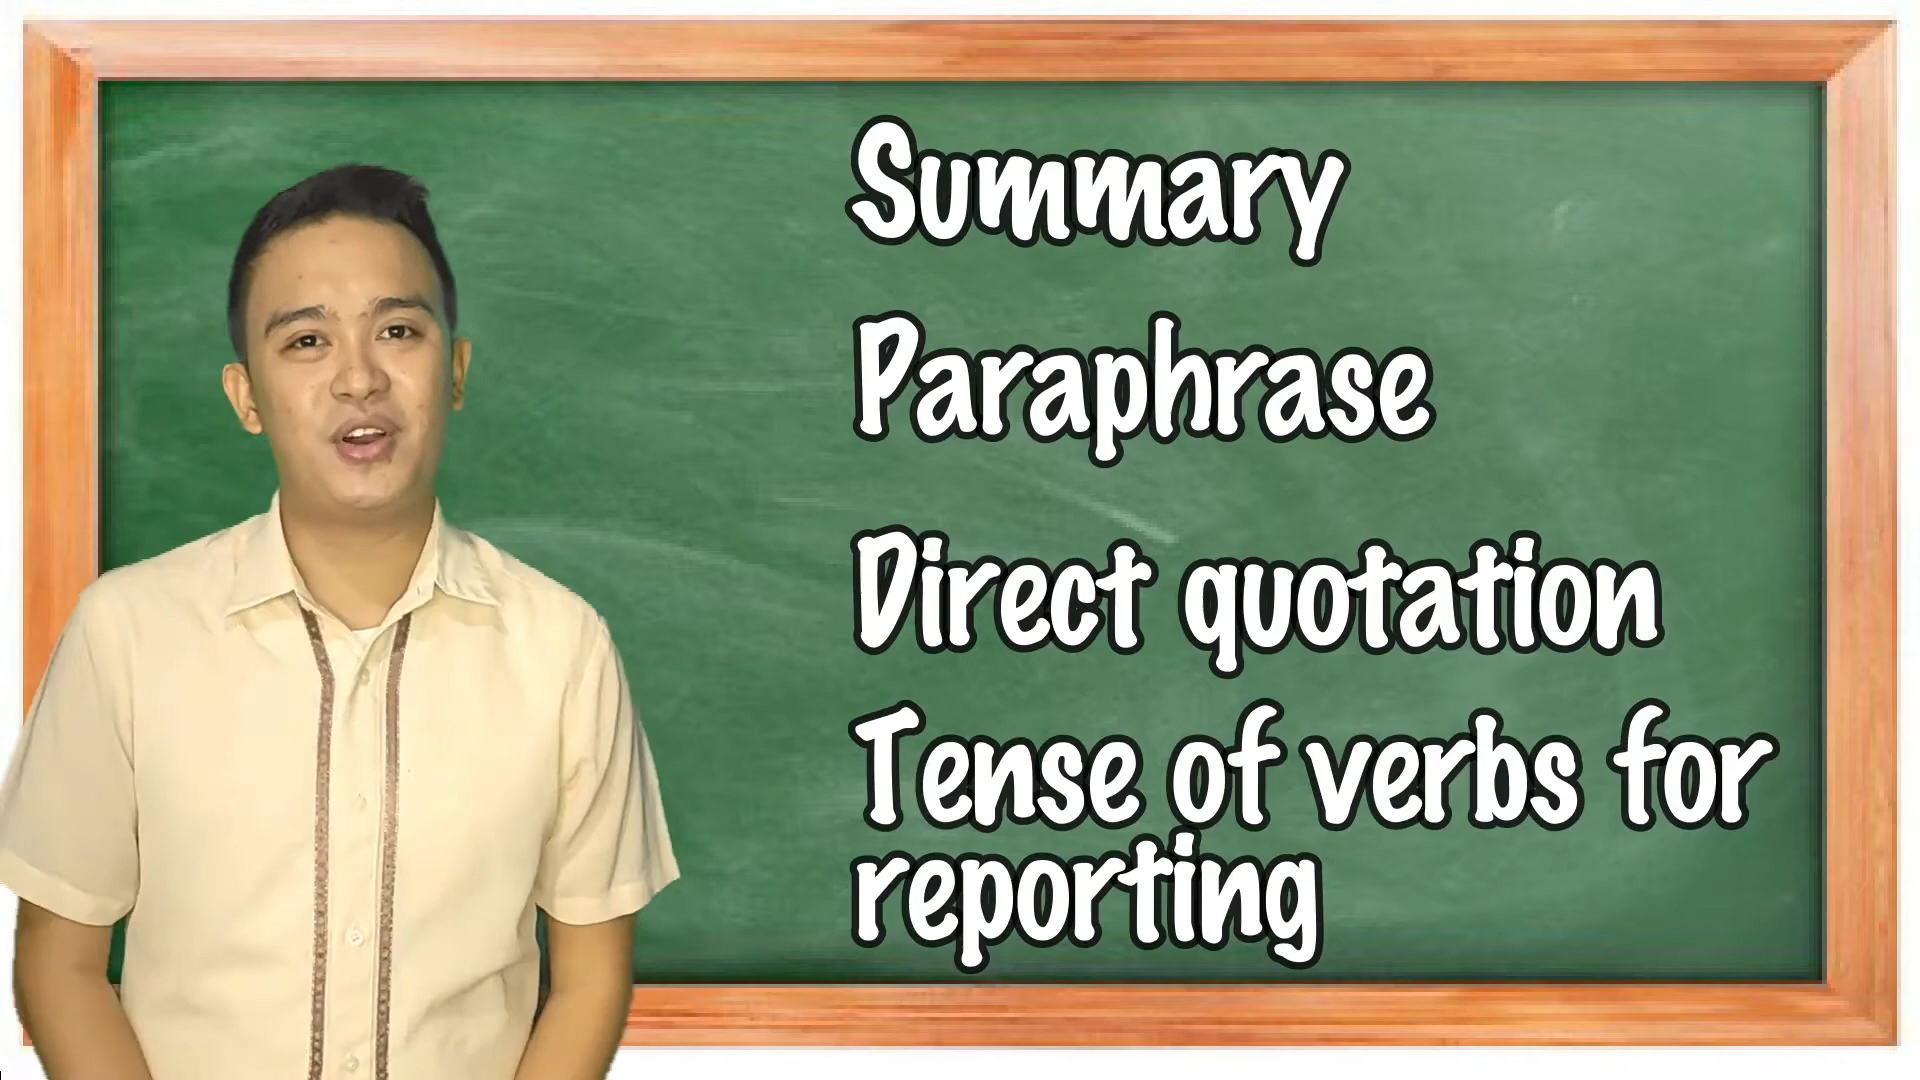 Summary
Paraphrase
Direct quotation
Tense of verbs for
reporting